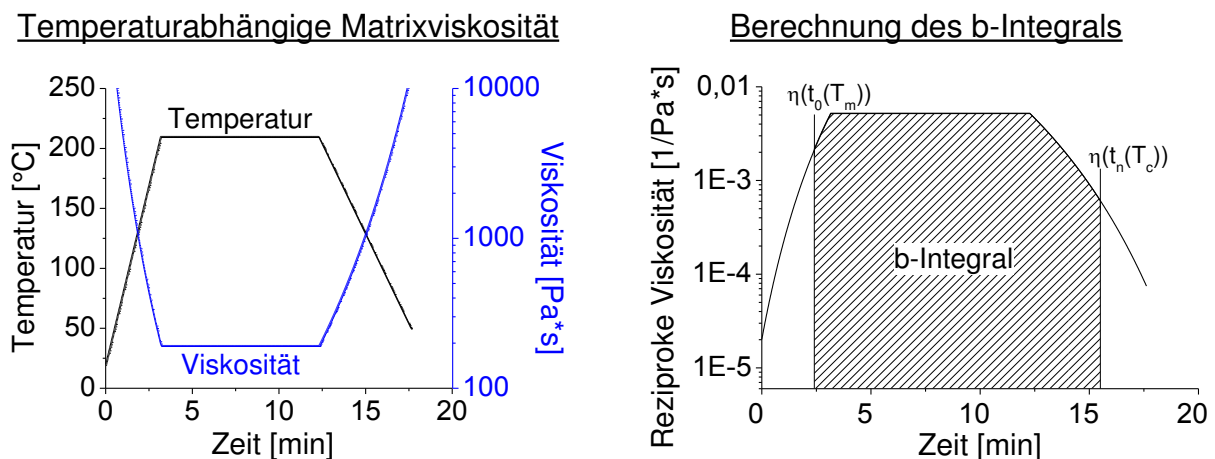 Temperaturabhängige Matrixviskosität
250
200
150
100
50
0
Temperatur [°C]
Temperatur
Viskosität
10000
1000
100
Viskosität [Pa*s]
0
5
10
15
20
Zeit [min]
Berechnung des b-Integrals
0,01
1E-3
1E-4
1E-5
Reziproke Viskosität [1/Pa*s]
η(t₀(Tₘ))
η(tₙ(T_c))
b-Integral
0
5
10
15
20
Zeit [min]